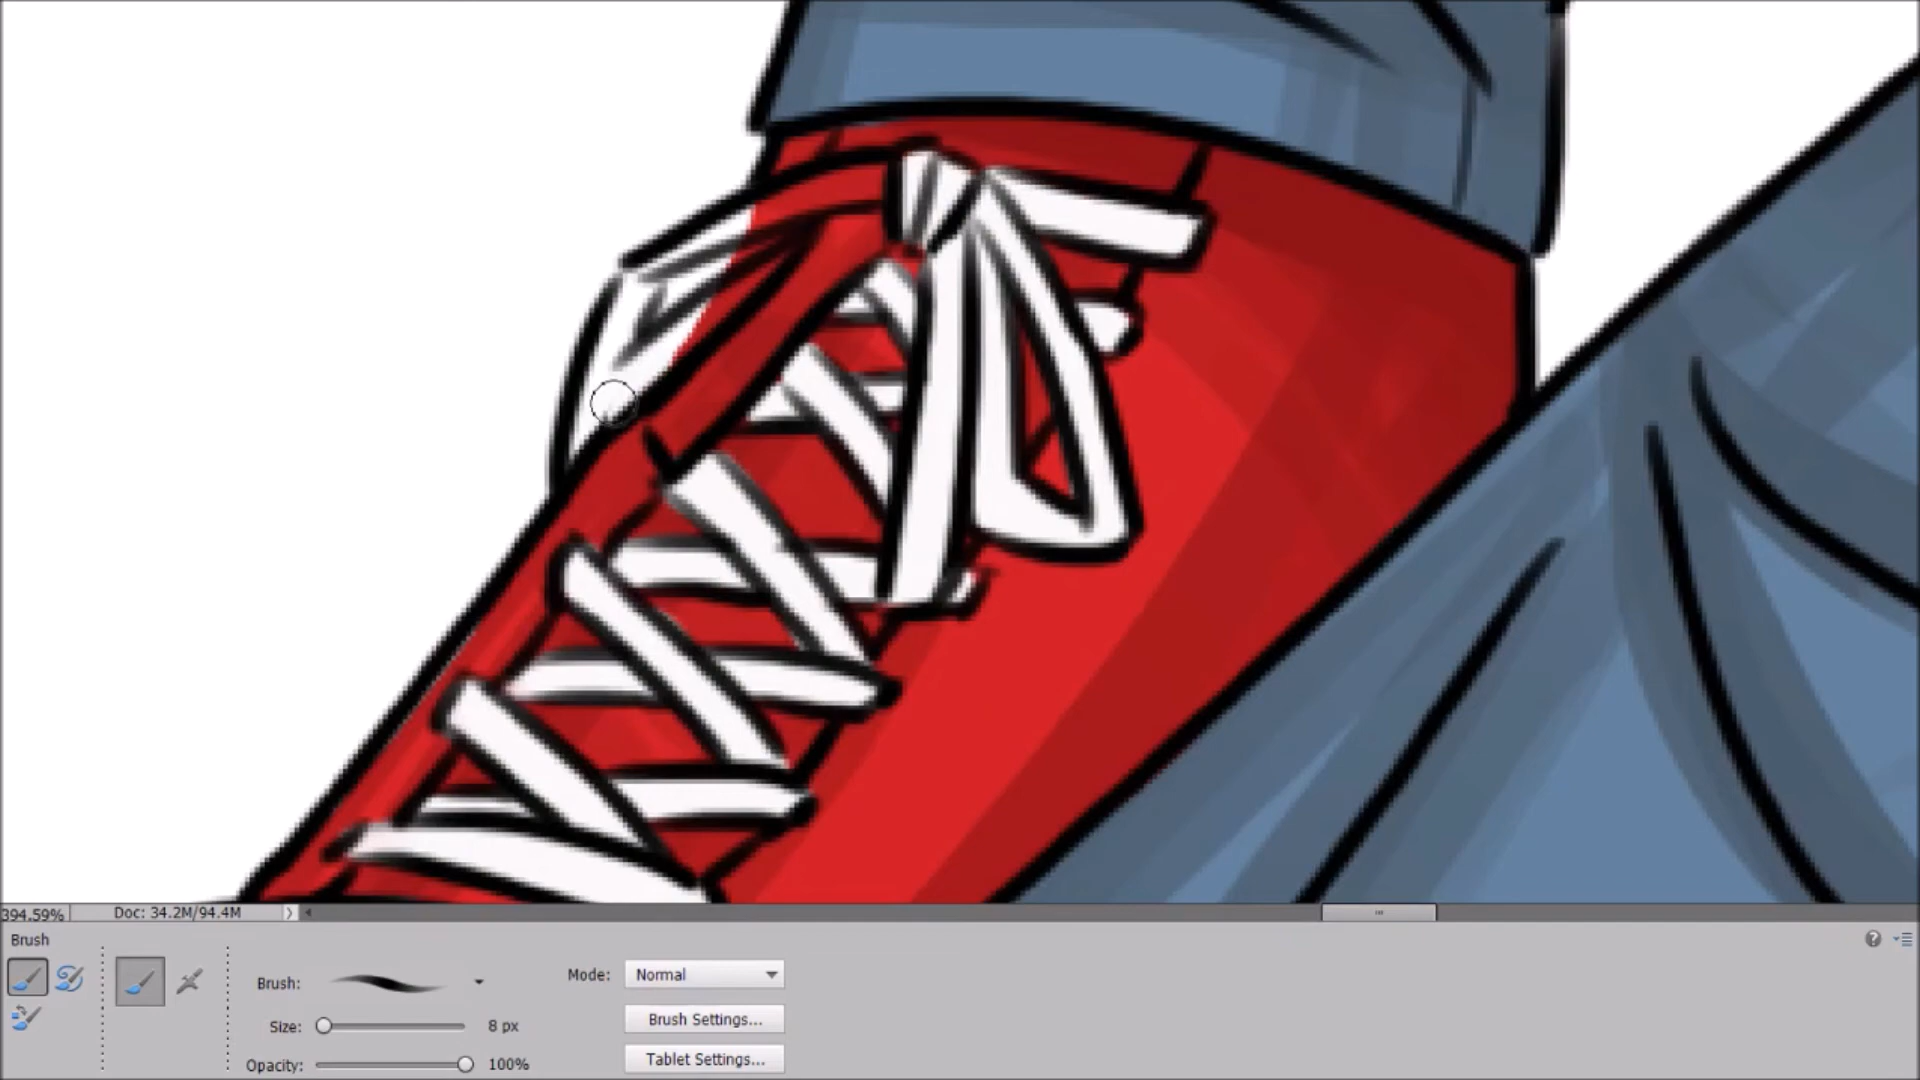 394.59% Doc: 34.2M/94.4M
Brush
Brush: Mode: Normal
Brush Settings...
Size: 8 px
Tablet Settings...
Opacity: 100%